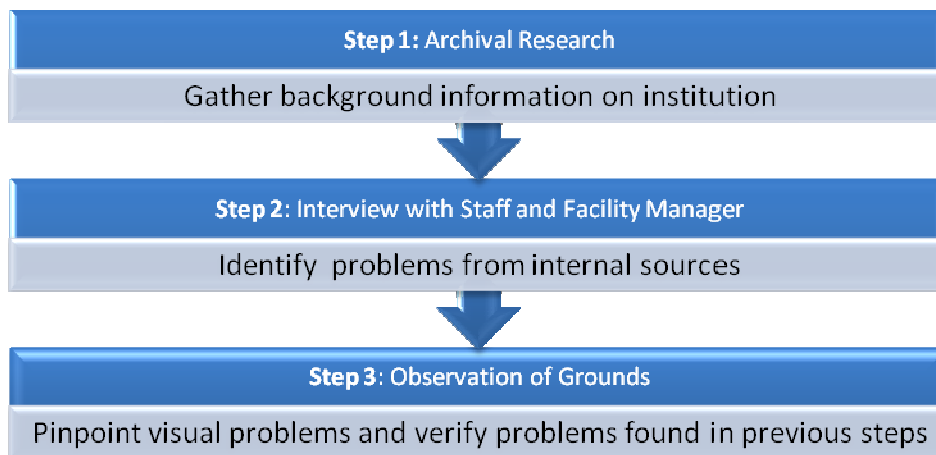 Step 1: Archival Research
Gather background information on institution
Step 2: Interview with Staff and Facility Manager
Identify problems from internal sources
Step 3: Observation of Grounds
Pinpoint visual problems and verify problems found in previous steps